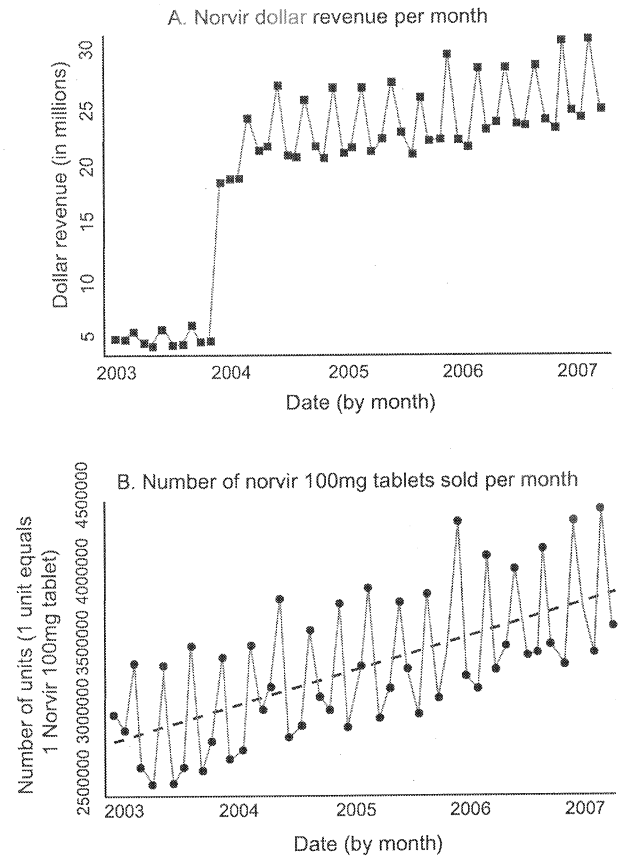 A. Norvir dollar revenue per month
Dollar revenue (in millions)
30
25
20
15
10
5
2003 2004 2005 2006 2007
Date (by month)
B. Number of norvir 100mg tablets sold per month
Number of units (1 unit equals
1 Norvir 100mg tablet)
4500000
4000000
3500000
3000000
2500000
2003 2004 2005 2006 2007
Date (by month)